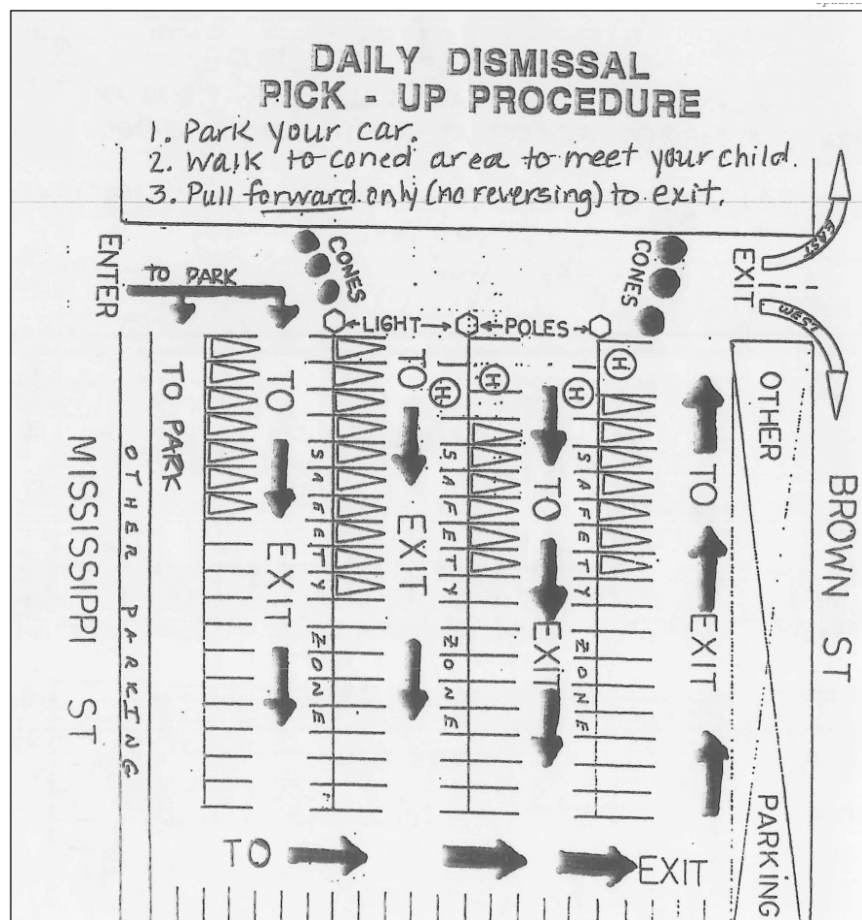 DAILY DISMISSAL
PICK - UP PROCEDURE
1. Park your car.
2. Walk to coned area to meet your child.
3. Pull forward only (no reversing) to exit.
ENTER
TO PARK
CONES
CONES
EXIT
EAST
WEST
LIGHT
POLES
H
H
H
H
TO PARK
TO EXIT
TO EXIT
TO EXIT
TO EXIT
SAFETY ZONE
SAFETY ZONE
SAFETY ZONE
OTHER PARKING
OTHER PARKING
MISSISSIPPI ST
BROWN ST
TO EXIT